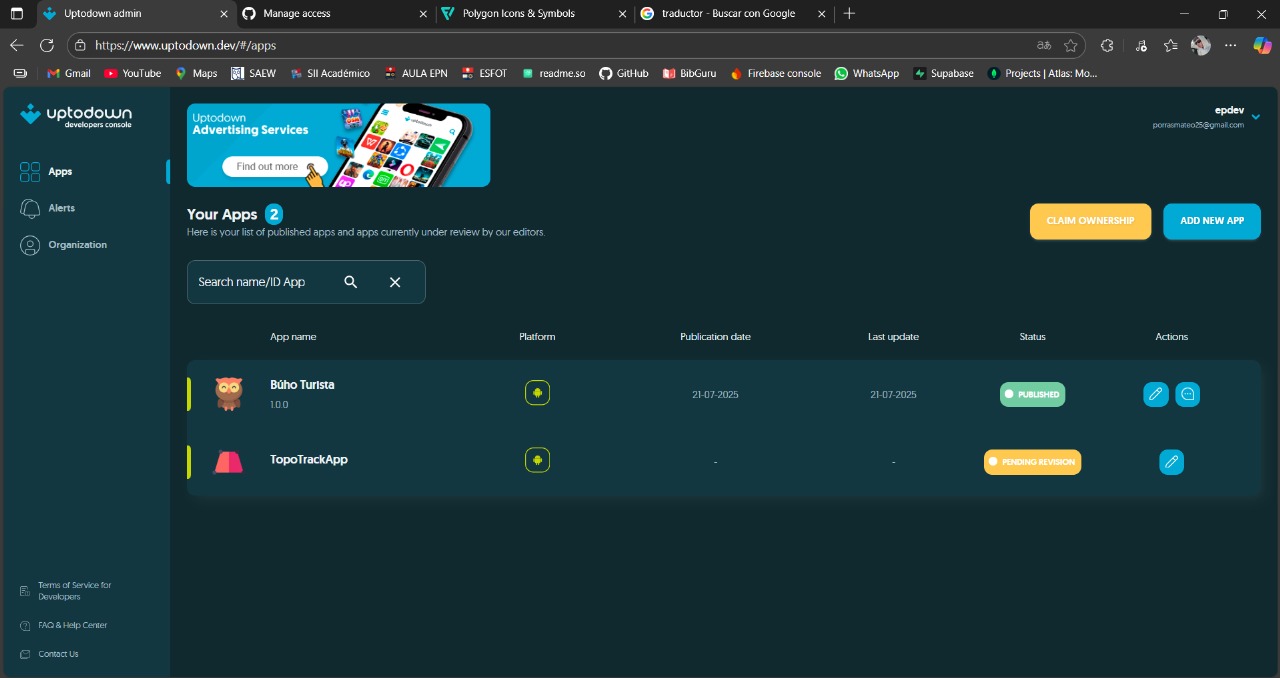 Uptodown admin
Manage access
Polygon Icons & Symbols
traductor - Buscar con Google
https://www.uptodown.dev/#/apps
Gmail
YouTube
Maps
SAEW
SII Académico
AULA EPN
ESFOT
readme.so
GitHub
BibGuru
Firebase console
WhatsApp
Supabase
Projects | Atlas: Mo...
uptodown
developers console
Apps
Alerts
Organization
Terms of Service for
Developers
FAQ & Help Center
Contact Us
Uptodown
Advertising Services
Find out more
epdev
porrasmateo25@gmail.com
Your Apps 2
Here is your list of published apps and apps currently under review by our editors.
CLAIM OWNERSHIP
ADD NEW APP
Search name/ID App
App name Platform Publication date Last update Status Actions
Búho Turista
1.0.0
21-07-2025 21-07-2025 PUBLISHED
TopoTrackApp
- - PENDING REVISION